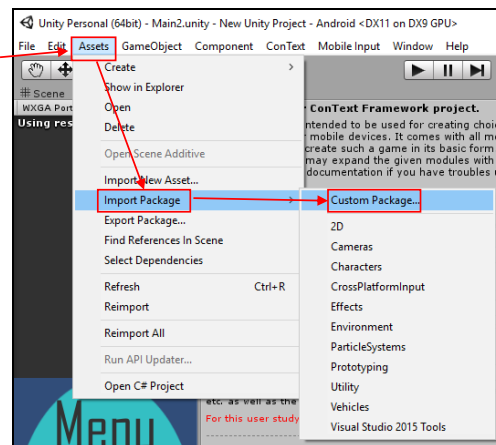 Unity Personal (64bit) - Main2.unity - New Unity Project - Android <DX11 on DX9 GPU>
File Edit Assets GameObject Component ConText Mobile Input Window Help
# Scene
WXGA Port
Using res
Create
Show in Explorer
Open
Delete
Open Scene Additive
Import New Asset...
Import Package
Export Package...
Find References In Scene
Select Dependencies
Refresh Ctrl+R
Reimport
Reimport All
Run API Updater...
Open C# Project
ConText Framework project.
ntended to be used for creating choi
mobile devices. It comes with all m
create such a game in its basic form
may expand the given modules with
documentation if you have troubles
Custom Package...
2D
Cameras
Characters
CrossPlatformInput
Effects
Environment
ParticleSystems
Prototyping
Utility
Vehicles
Visual Studio 2015 Tools
Menu
etc. as well as the
For this user study